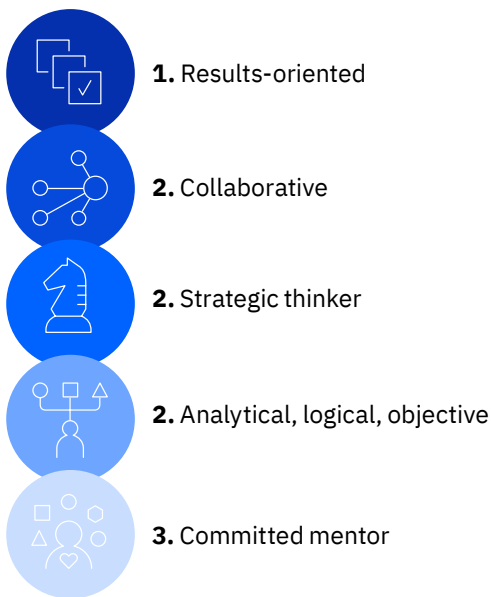 1. Results-oriented
2. Collaborative
2. Strategic thinker
2. Analytical, logical, objective
3. Committed mentor